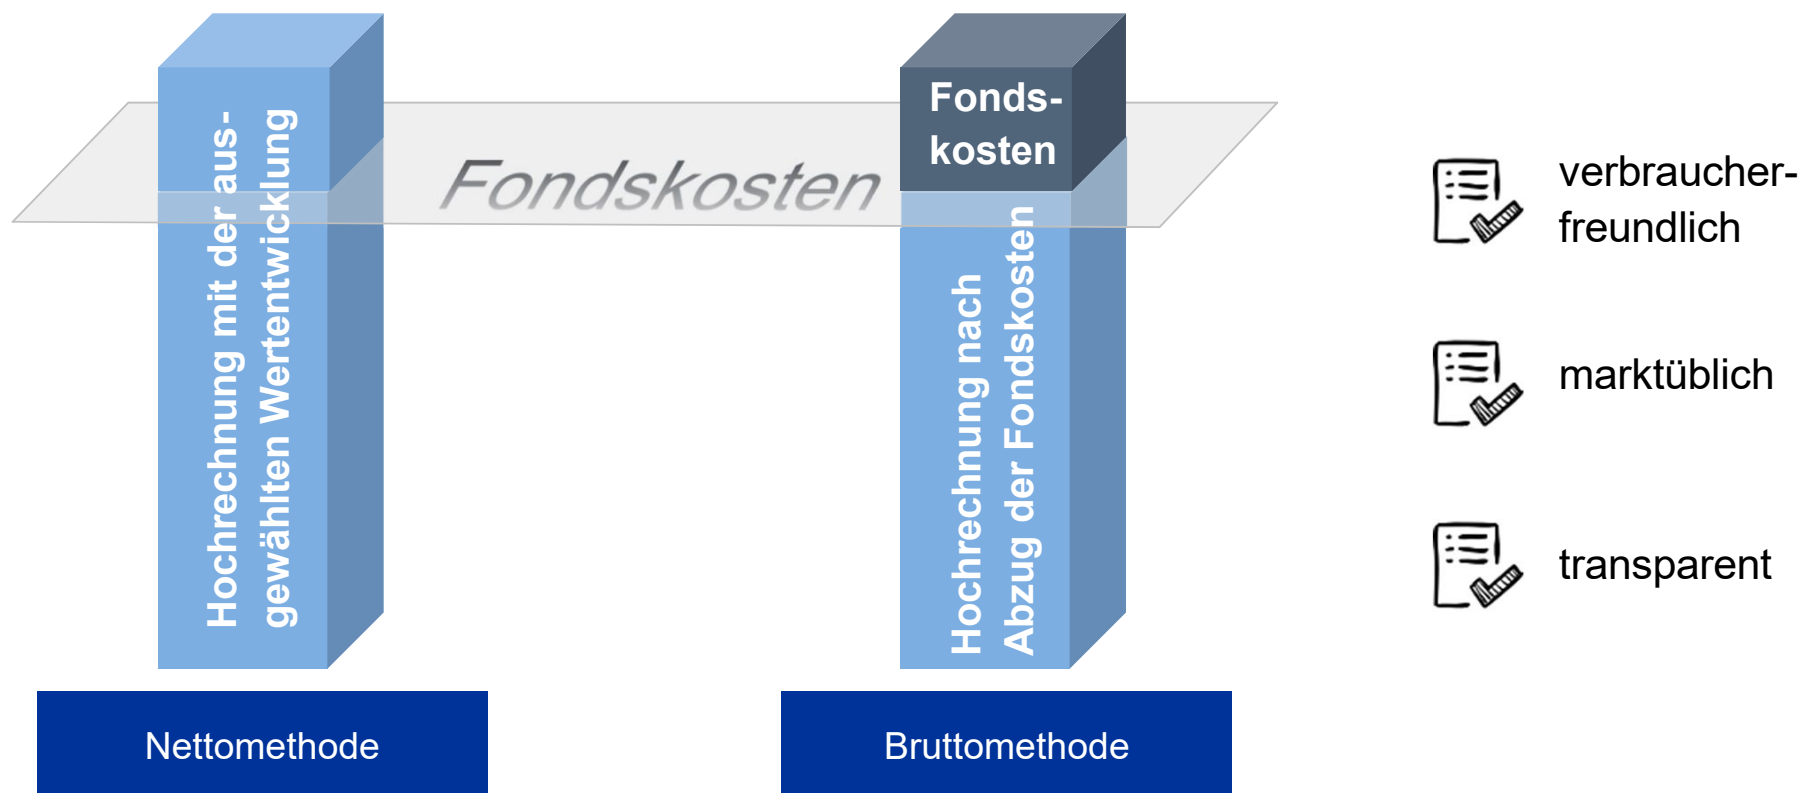 Hochrechnung mit der aus-
gewählten Wertentwicklung
Fondskosten
Fonds-
kosten
Hochrechnung nach
Abzug der Fondskosten
Nettomethode
Bruttomethode
verbraucher-
freundlich
marktüblich
transparent